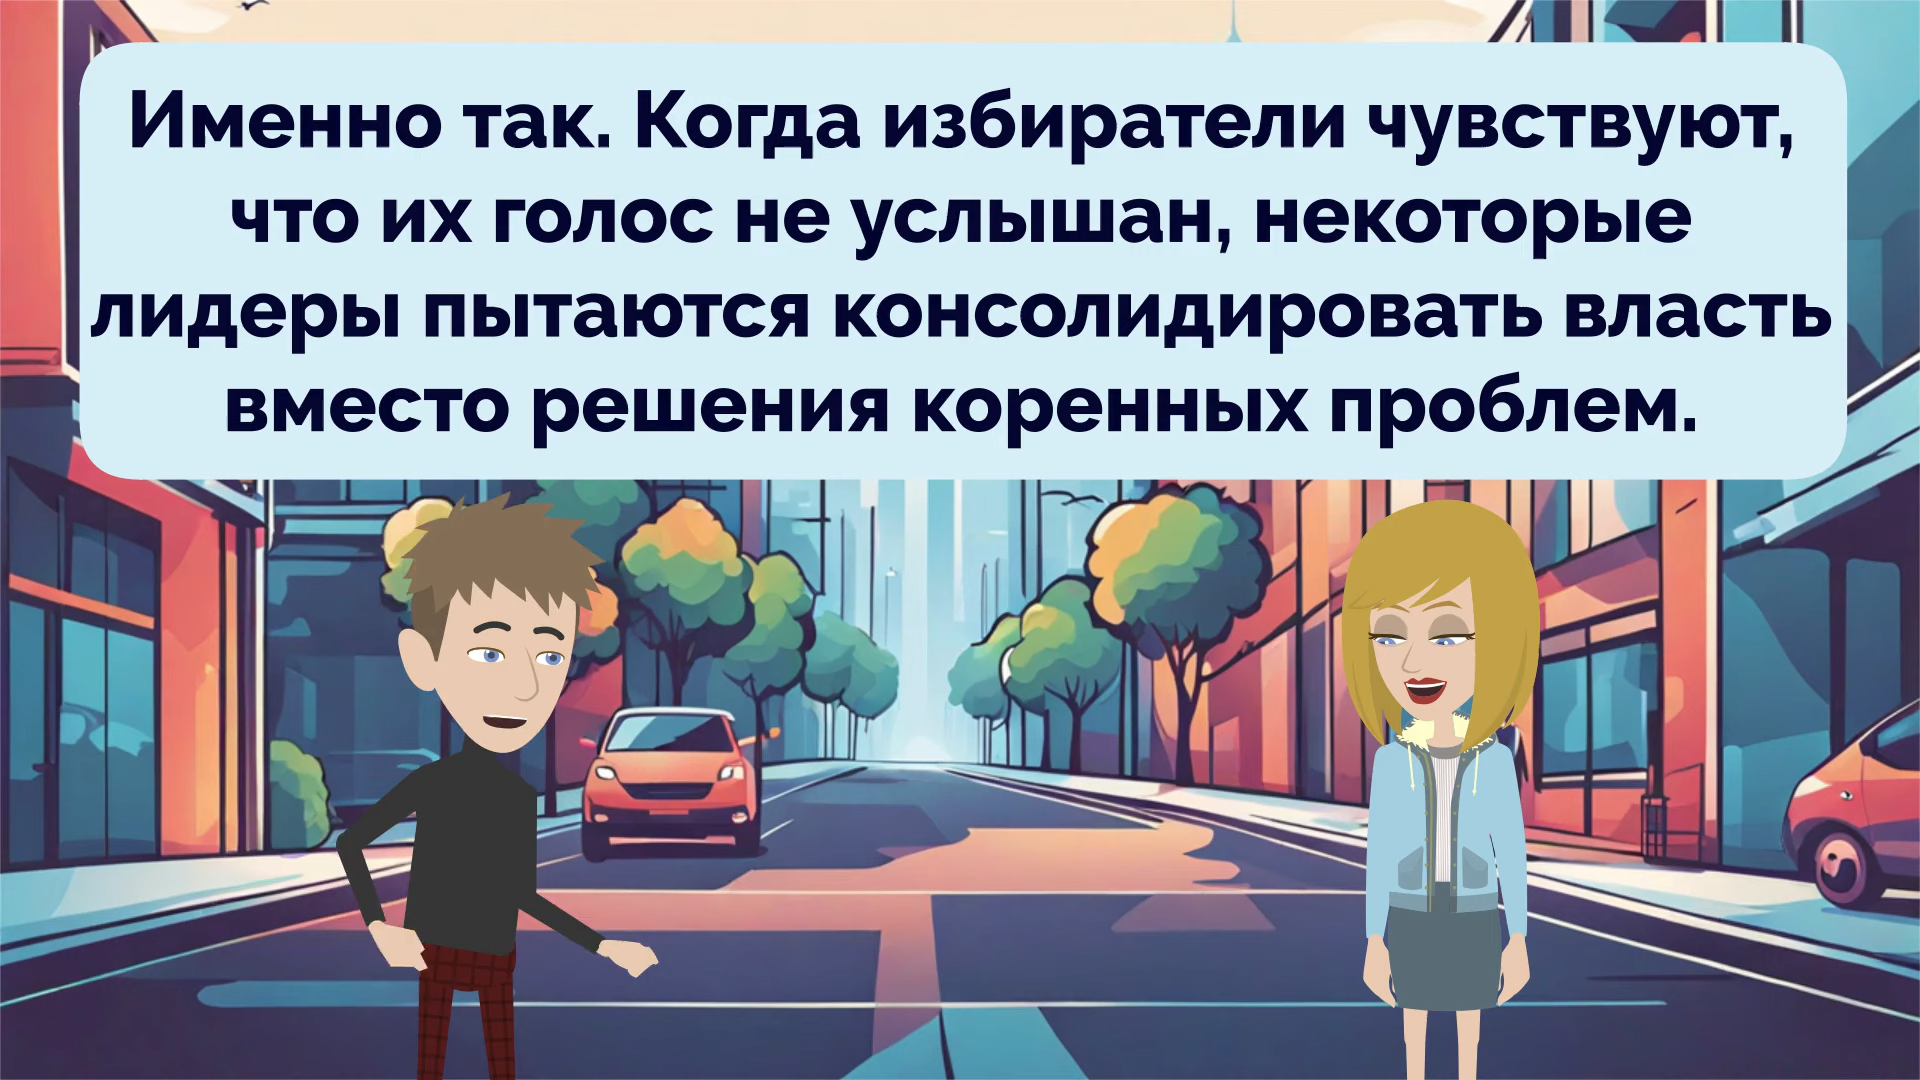 Именно так. Когда избиратели чувствуют,
что их голос не услышан, некоторые
лидеры пытаются консолидировать власть
вместо решения коренных проблем.